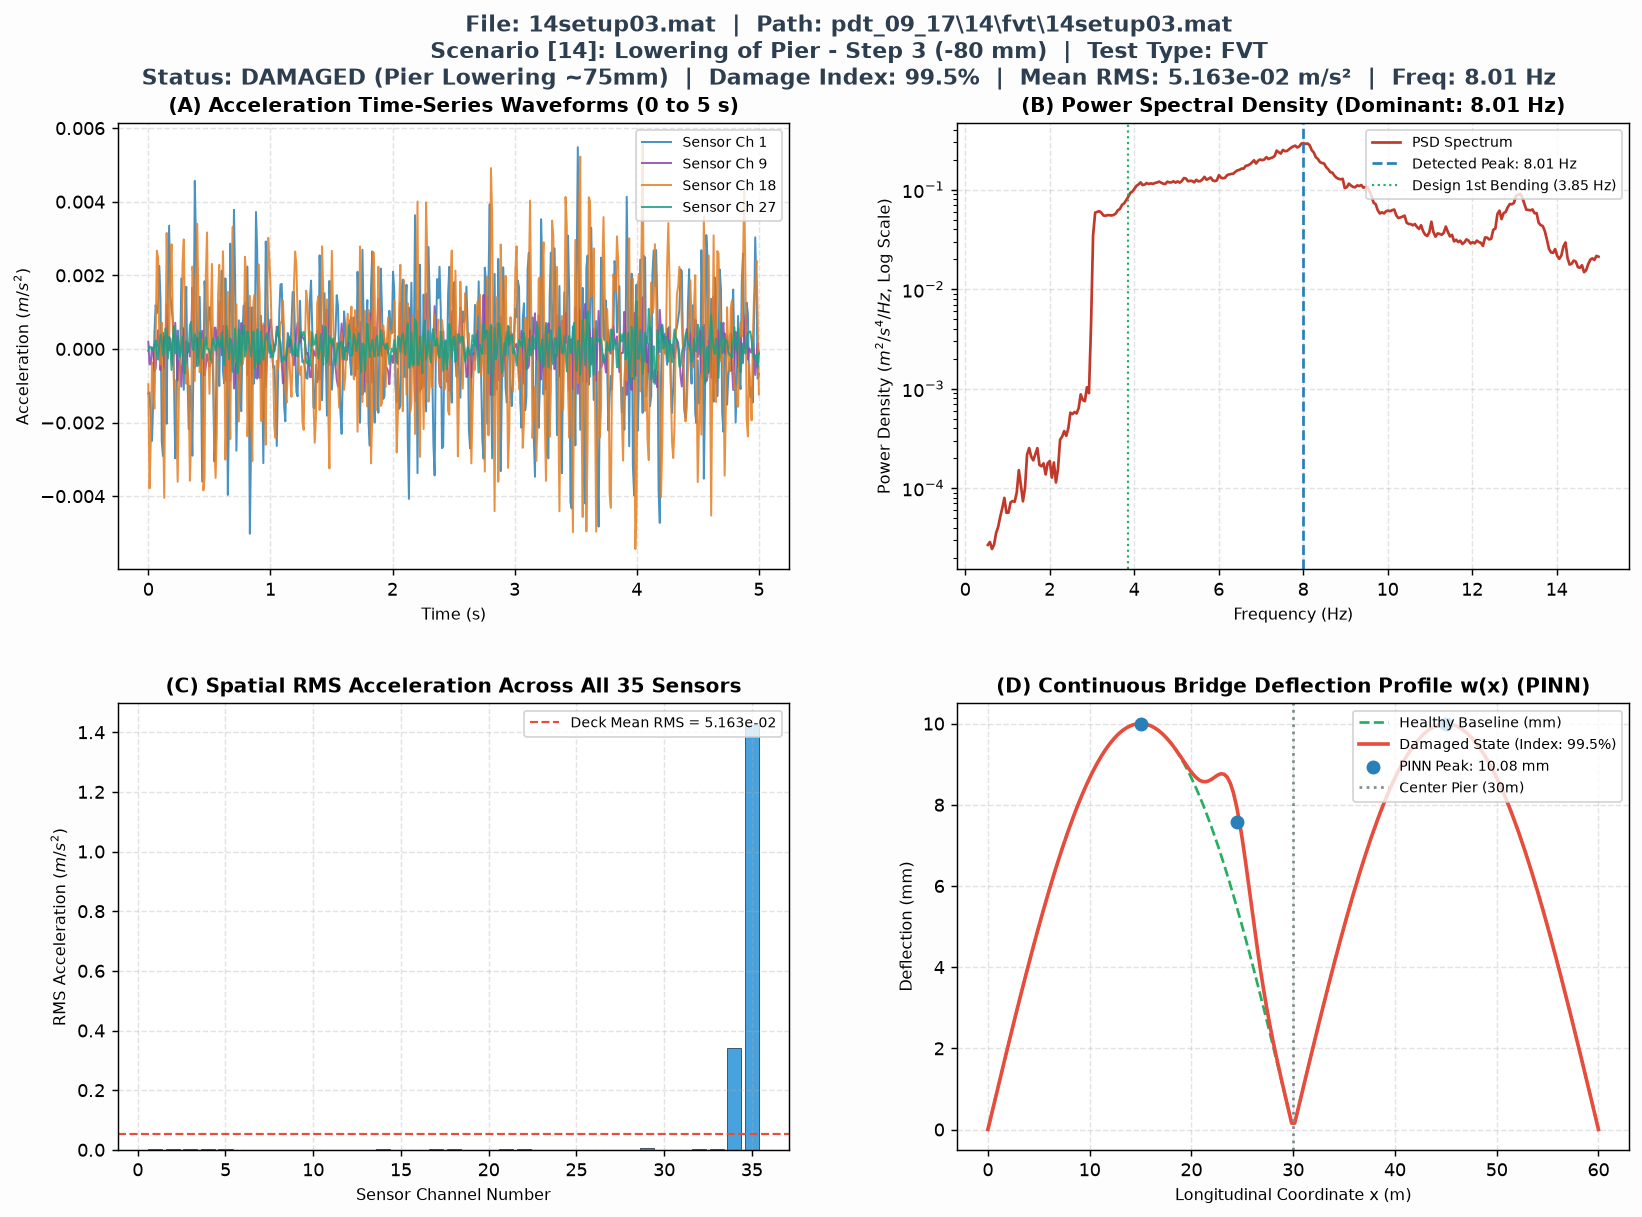 File: 14setup03.mat | Path: pdt_09_17\14\fvt\14setup03.mat
Scenario [14]: Lowering of Pier - Step 3 (-80 mm) | Test Type: FVT
Status: DAMAGED (Pier Lowering ~75mm) | Damage Index: 99.5% | Mean RMS: 5.163e-02 m/s² | Freq: 8.01 Hz
(A) Acceleration Time-Series Waveforms (0 to 5 s)
Sensor Ch 1
Sensor Ch 9
Sensor Ch 18
Sensor Ch 27
0.006
0.004
0.002
0.000
−0.002
−0.004
Acceleration (m/s²)
0 1 2 3 4 5
Time (s)
(B) Power Spectral Density (Dominant: 8.01 Hz)
PSD Spectrum
Detected Peak: 8.01 Hz
Design 1st Bending (3.85 Hz)
10⁻¹
10⁻²
10⁻³
10⁻⁴
Power Density (m²/s⁴/Hz, Log Scale)
0 2 4 6 8 10 12 14
Frequency (Hz)
(C) Spatial RMS Acceleration Across All 35 Sensors
Deck Mean RMS = 5.163e-02
1.4
1.2
1.0
0.8
0.6
0.4
0.2
0.0
RMS Acceleration (m/s²)
0 5 10 15 20 25 30 35
Sensor Channel Number
(D) Continuous Bridge Deflection Profile w(x) (PINN)
Healthy Baseline (mm)
Damaged State (Index: 99.5%)
PINN Peak: 10.08 mm
Center Pier (30m)
10
8
6
4
2
0
Deflection (mm)
0 10 20 30 40 50 60
Longitudinal Coordinate x (m)